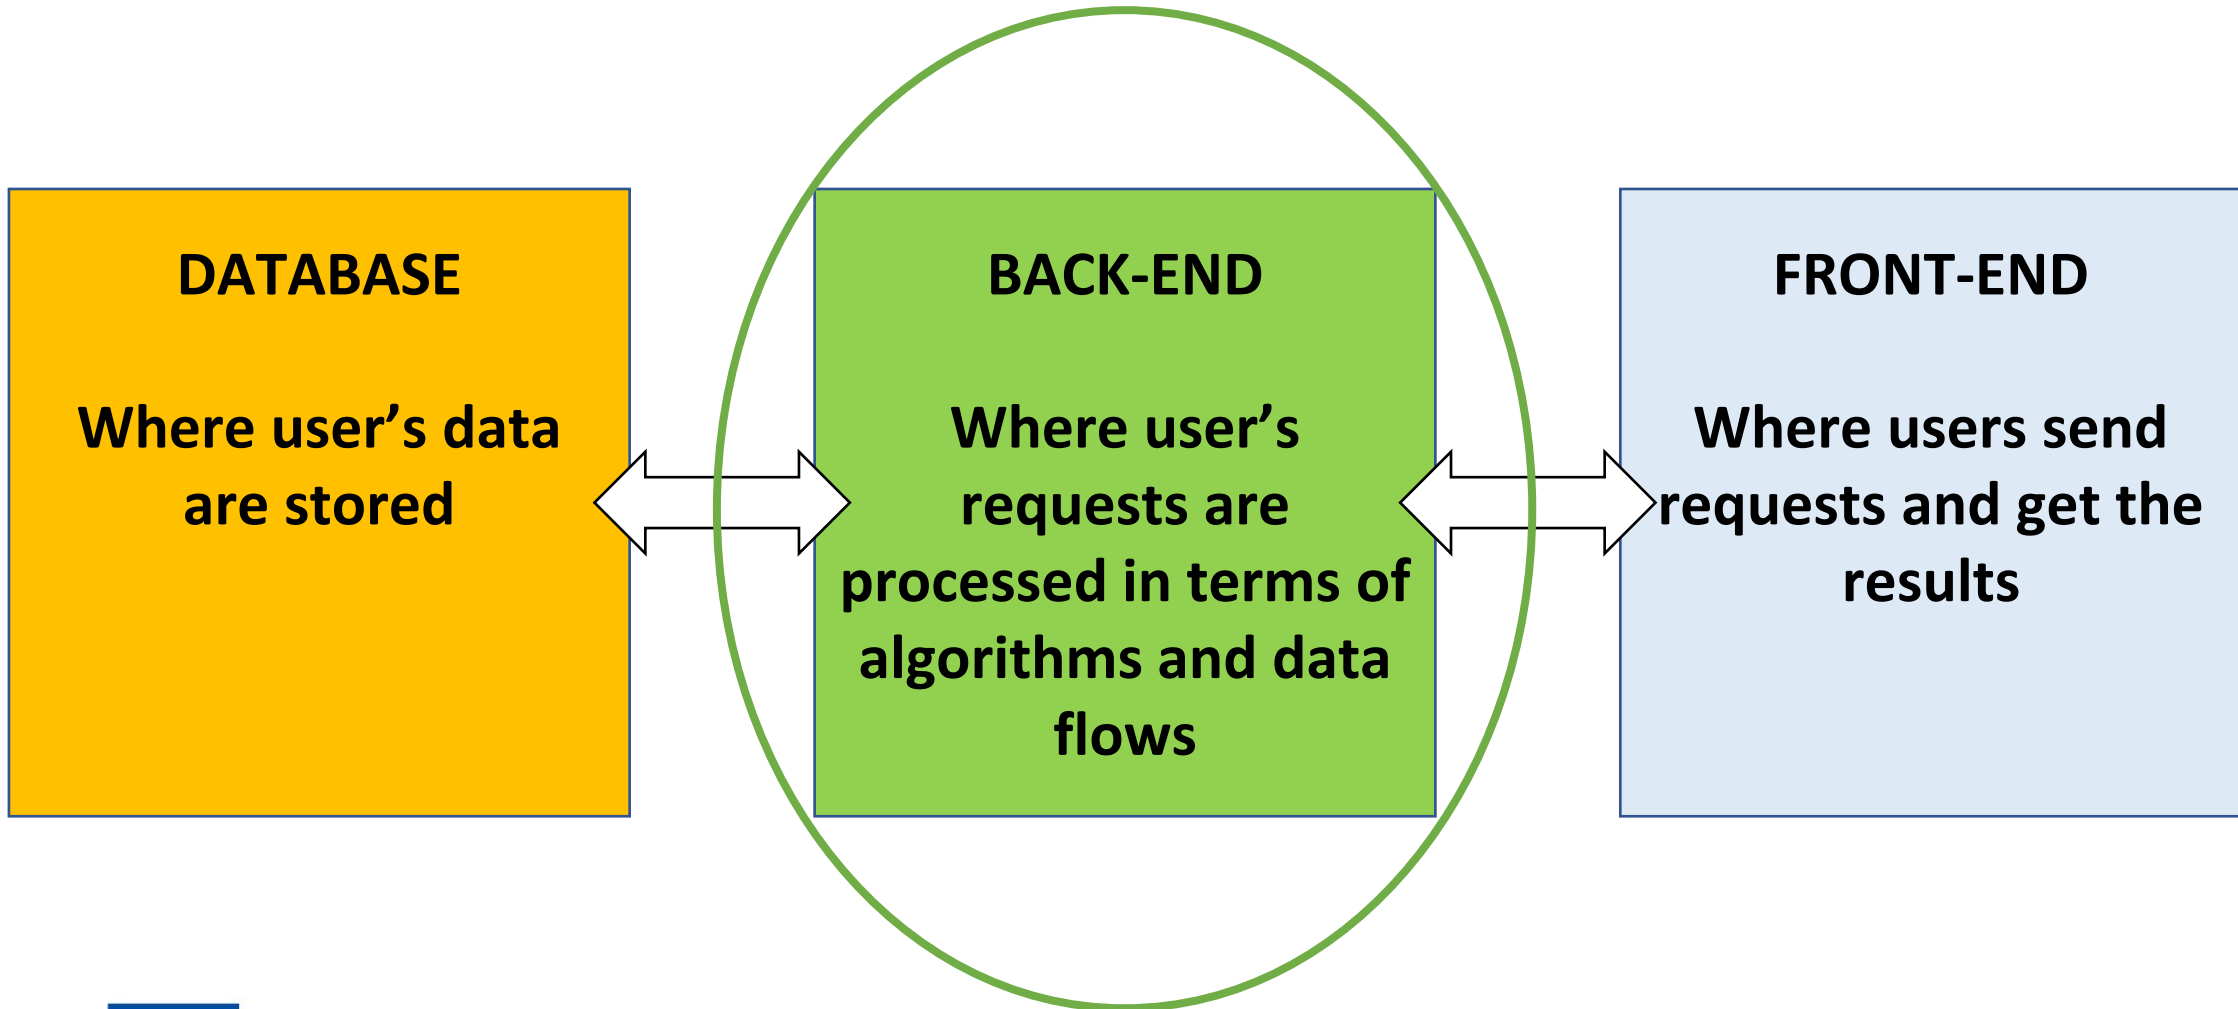 DATABASE
Where user’s data
are stored
BACK-END
Where user’s
requests are
processed in terms of
algorithms and data
flows
FRONT-END
Where users send
requests and get the
results